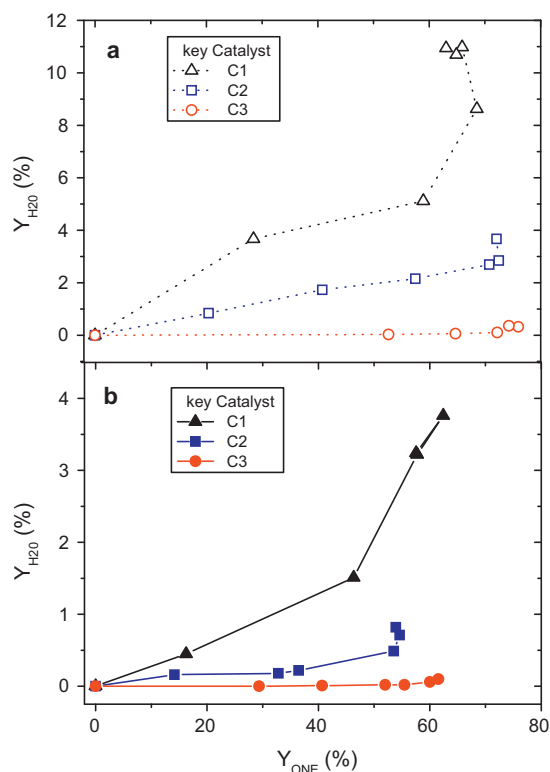 12
10
8
6
4
2
0
Y_H20 (%)
a
key Catalyst
C1
C2
C3
4
3
2
1
0
Y_H20 (%)
b
key Catalyst
C1
C2
C3
0 20 40 60 80
Y_ONE (%)